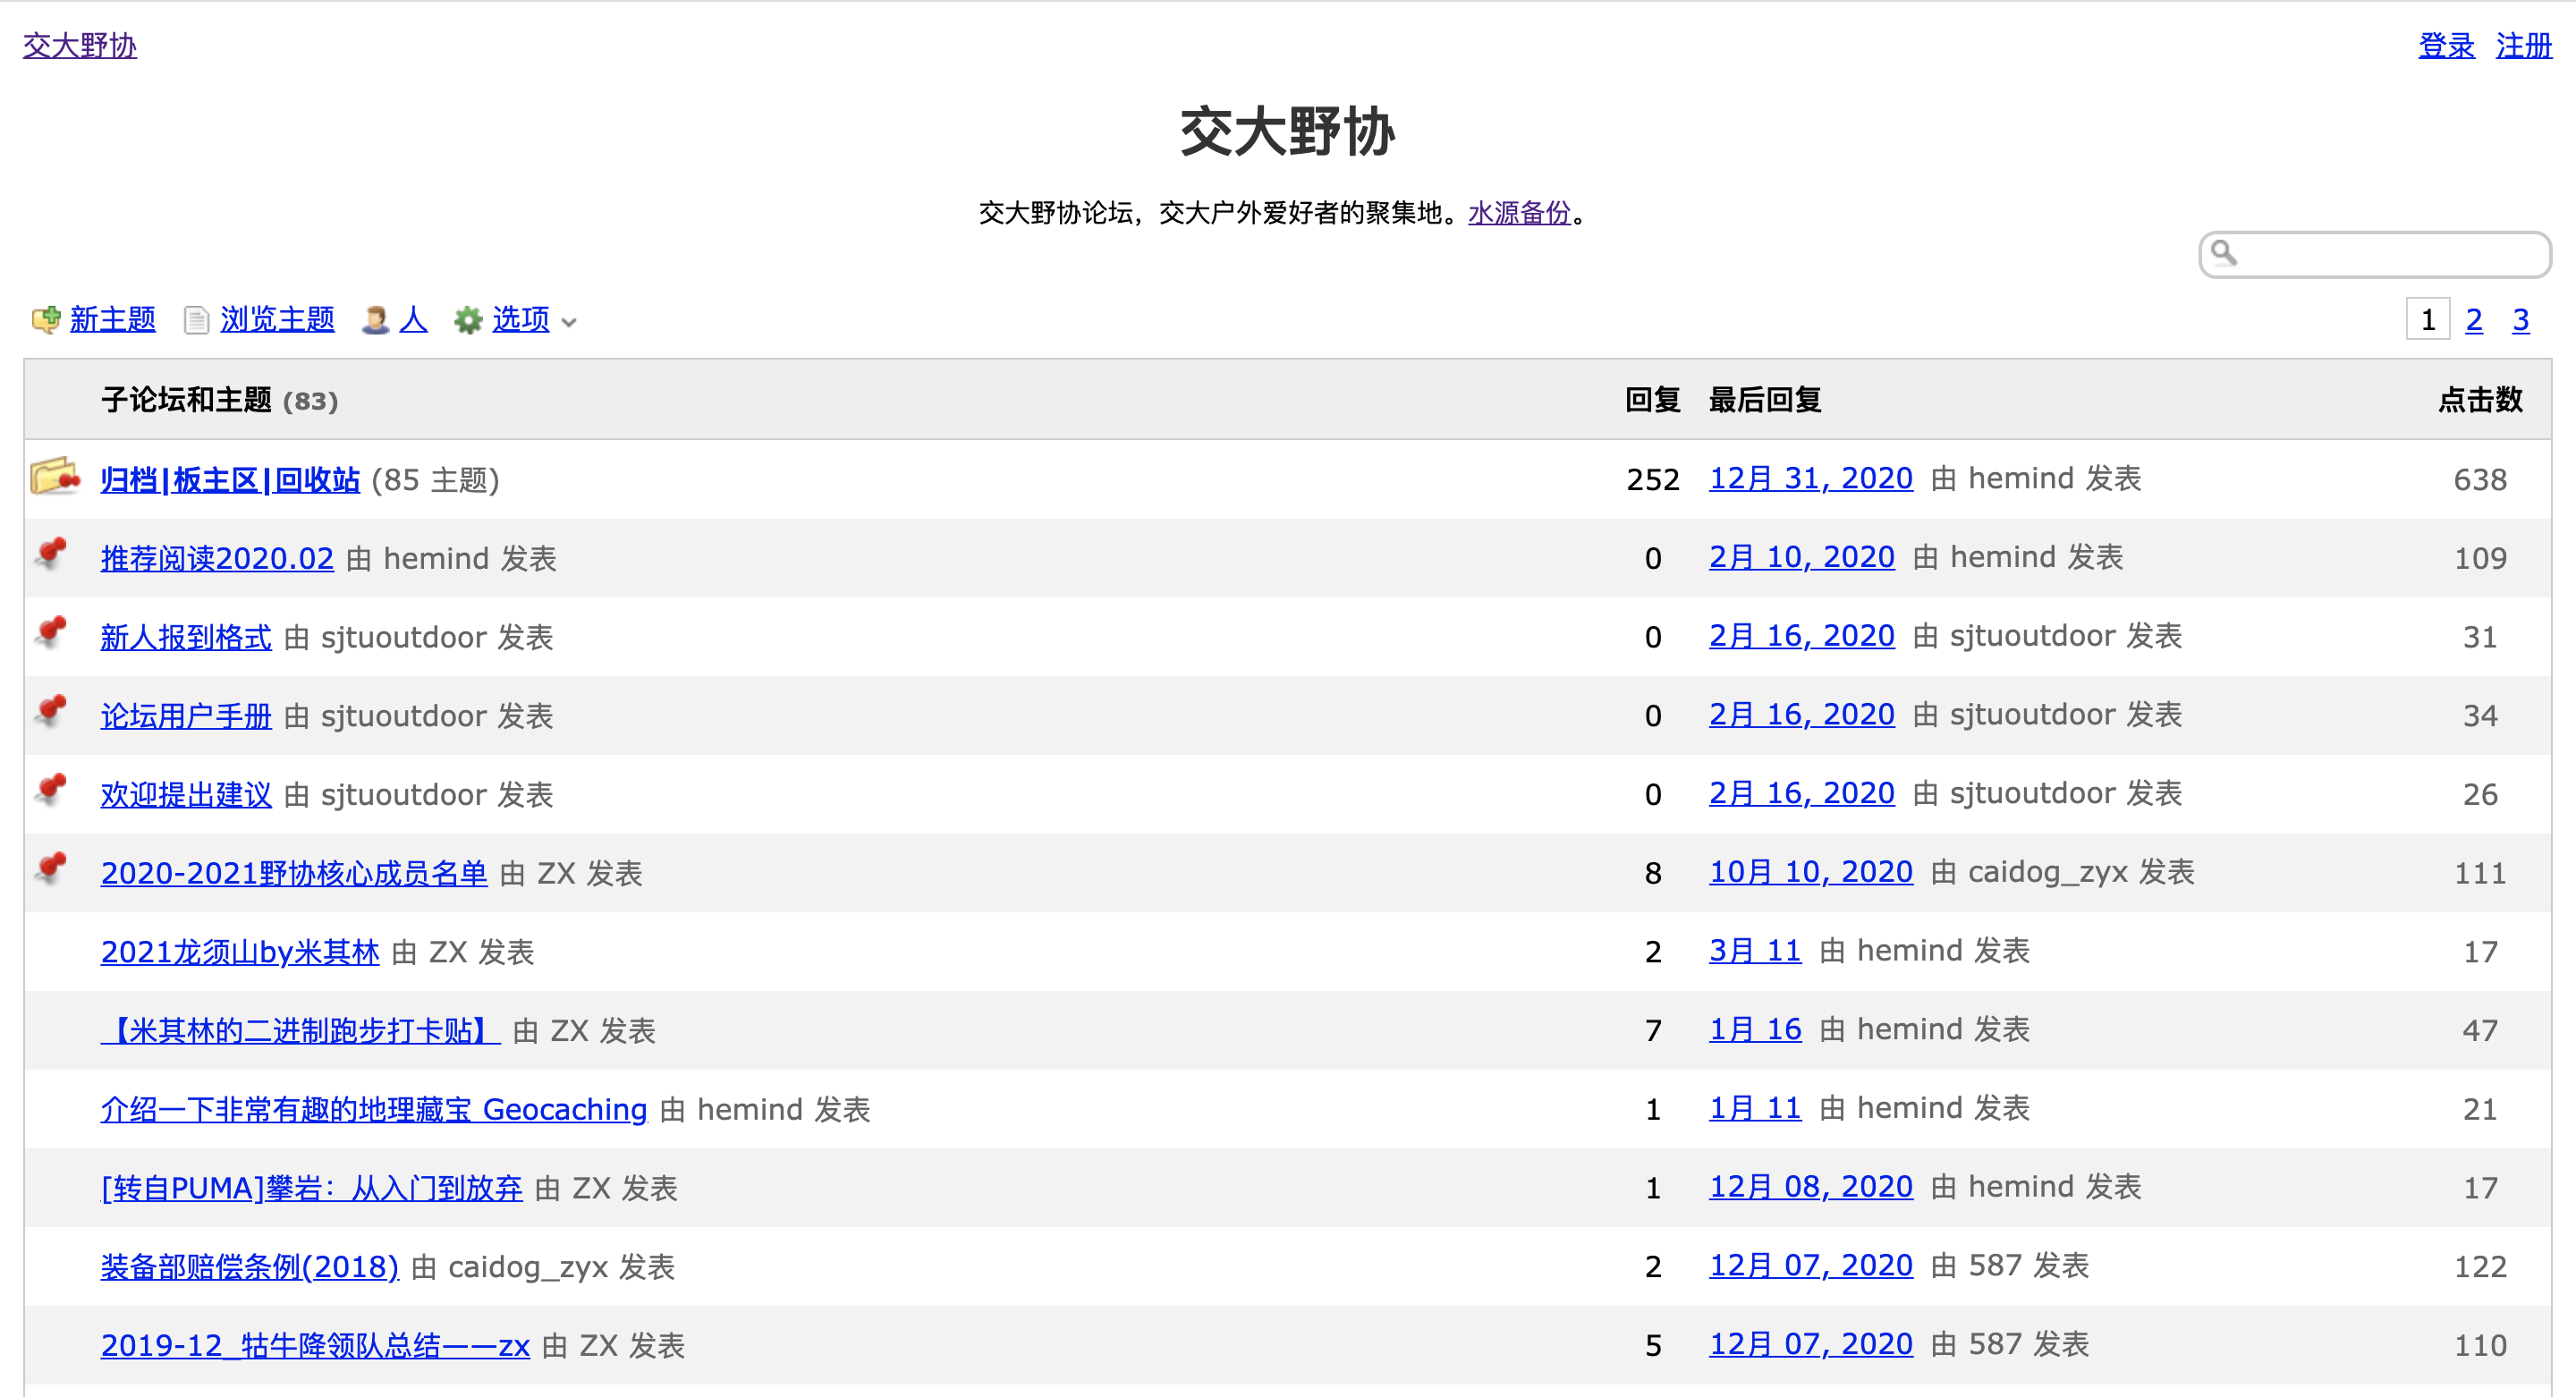 交大野协 登录 注册
交大野协
交大野协论坛，交大户外爱好者的聚集地。水源备份。
新主题 浏览主题 人 选项 1 2 3
子论坛和主题 (83) 回复 最后回复 点击数
归档|板主区|回收站 (85 主题) 252 12月 31, 2020 由 hemind 发表 638
推荐阅读2020.02 由 hemind 发表 0 2月 10, 2020 由 hemind 发表 109
新人报到格式 由 sjtuoutdoor 发表 0 2月 16, 2020 由 sjtuoutdoor 发表 31
论坛用户手册 由 sjtuoutdoor 发表 0 2月 16, 2020 由 sjtuoutdoor 发表 34
欢迎提出建议 由 sjtuoutdoor 发表 0 2月 16, 2020 由 sjtuoutdoor 发表 26
2020-2021野协核心成员名单 由 ZX 发表 8 10月 10, 2020 由 caidog_zyx 发表 111
2021龙须山by米其林 由 ZX 发表 2 3月 11 由 hemind 发表 17
【米其林的二进制跑步打卡贴】 由 ZX 发表 7 1月 16 由 hemind 发表 47
介绍一下非常有趣的地理藏宝 Geocaching 由 hemind 发表 1 1月 11 由 hemind 发表 21
[转自PUMA]攀岩：从入门到放弃 由 ZX 发表 1 12月 08, 2020 由 hemind 发表 17
装备部赔偿条例(2018) 由 caidog_zyx 发表 2 12月 07, 2020 由 587 发表 122
2019-12_牯牛降领队总结——zx 由 ZX 发表 5 12月 07, 2020 由 587 发表 110